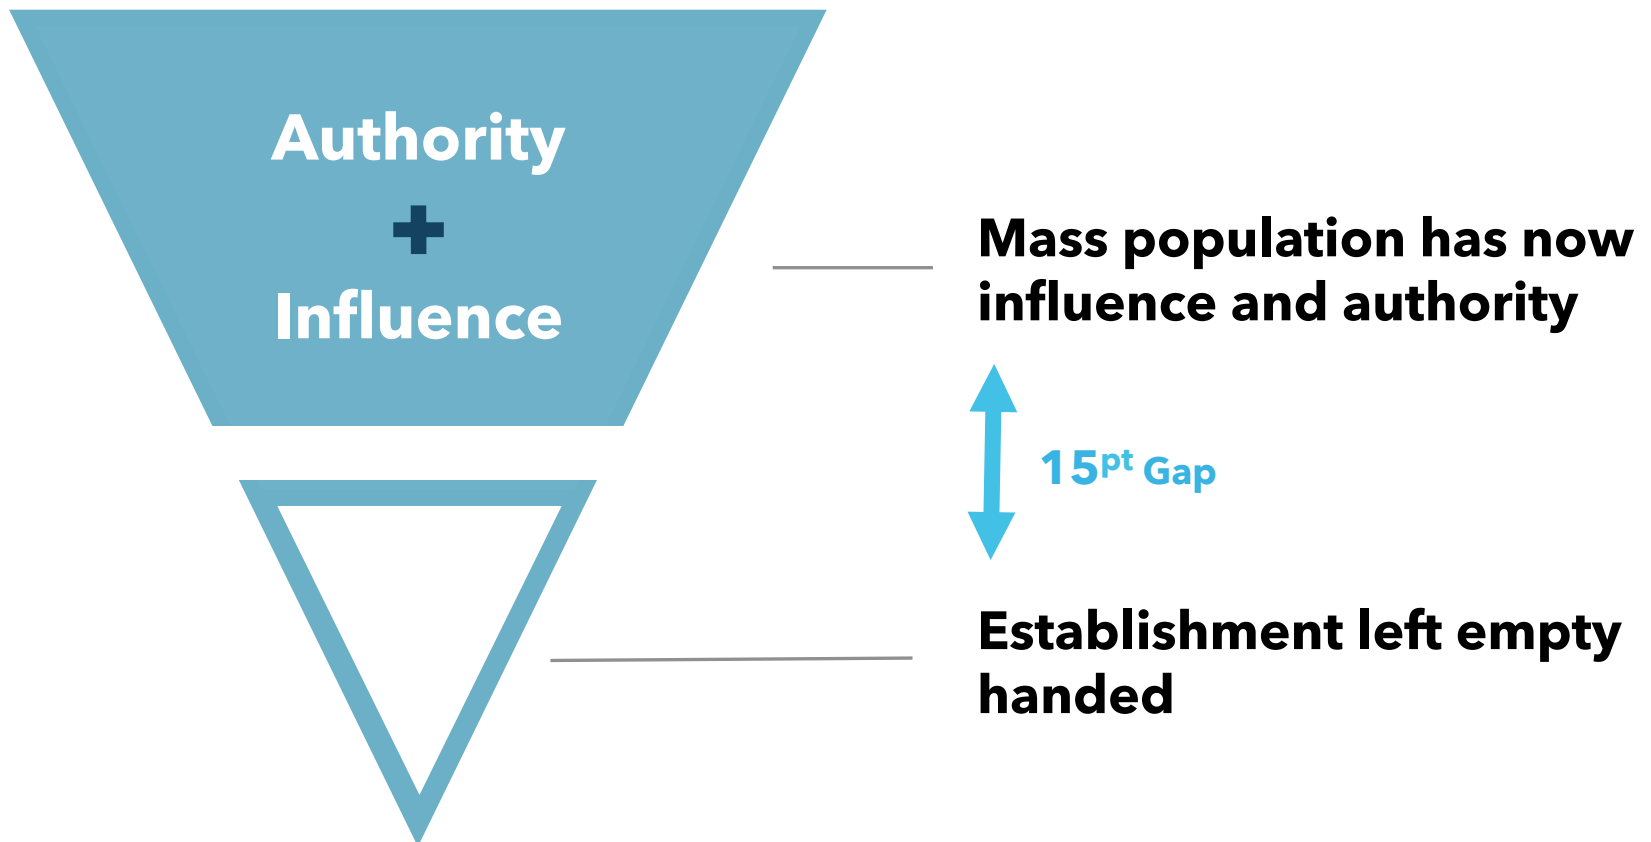 Authority
+
Influence
Mass population has now
influence and authority
15pt Gap
Establishment left empty
handed